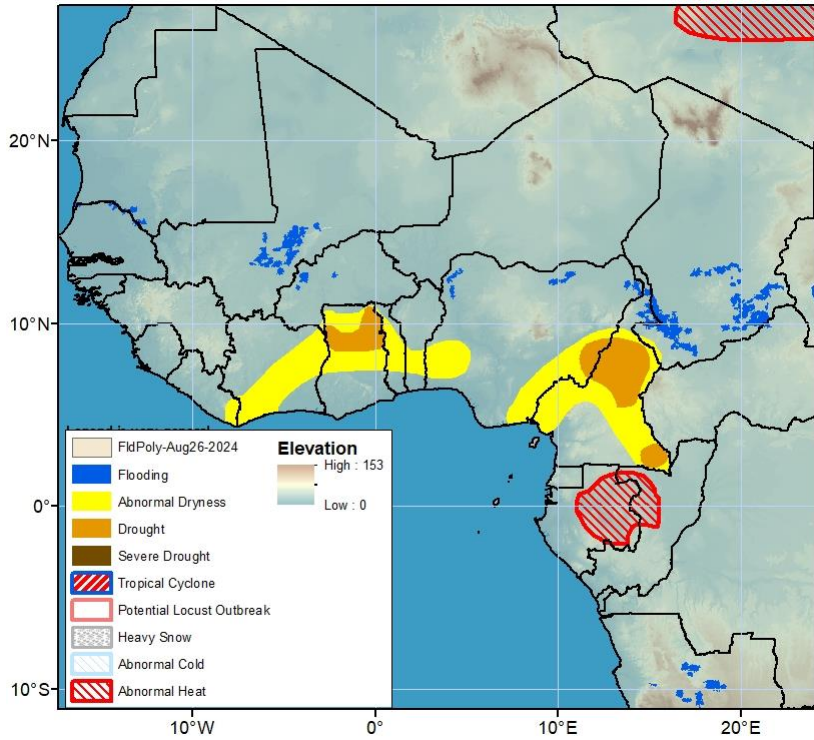 20°N
10°N
0°
10°S
FldPoly-Aug26-2024
Flooding
Abnormal Dryness
Drought
Severe Drought
Tropical Cyclone
Potential Locust Outbreak
Heavy Snow
Abnormal Cold
Abnormal Heat
Elevation
High : 153
Low : 0
10°W
0°
10°E
20°E